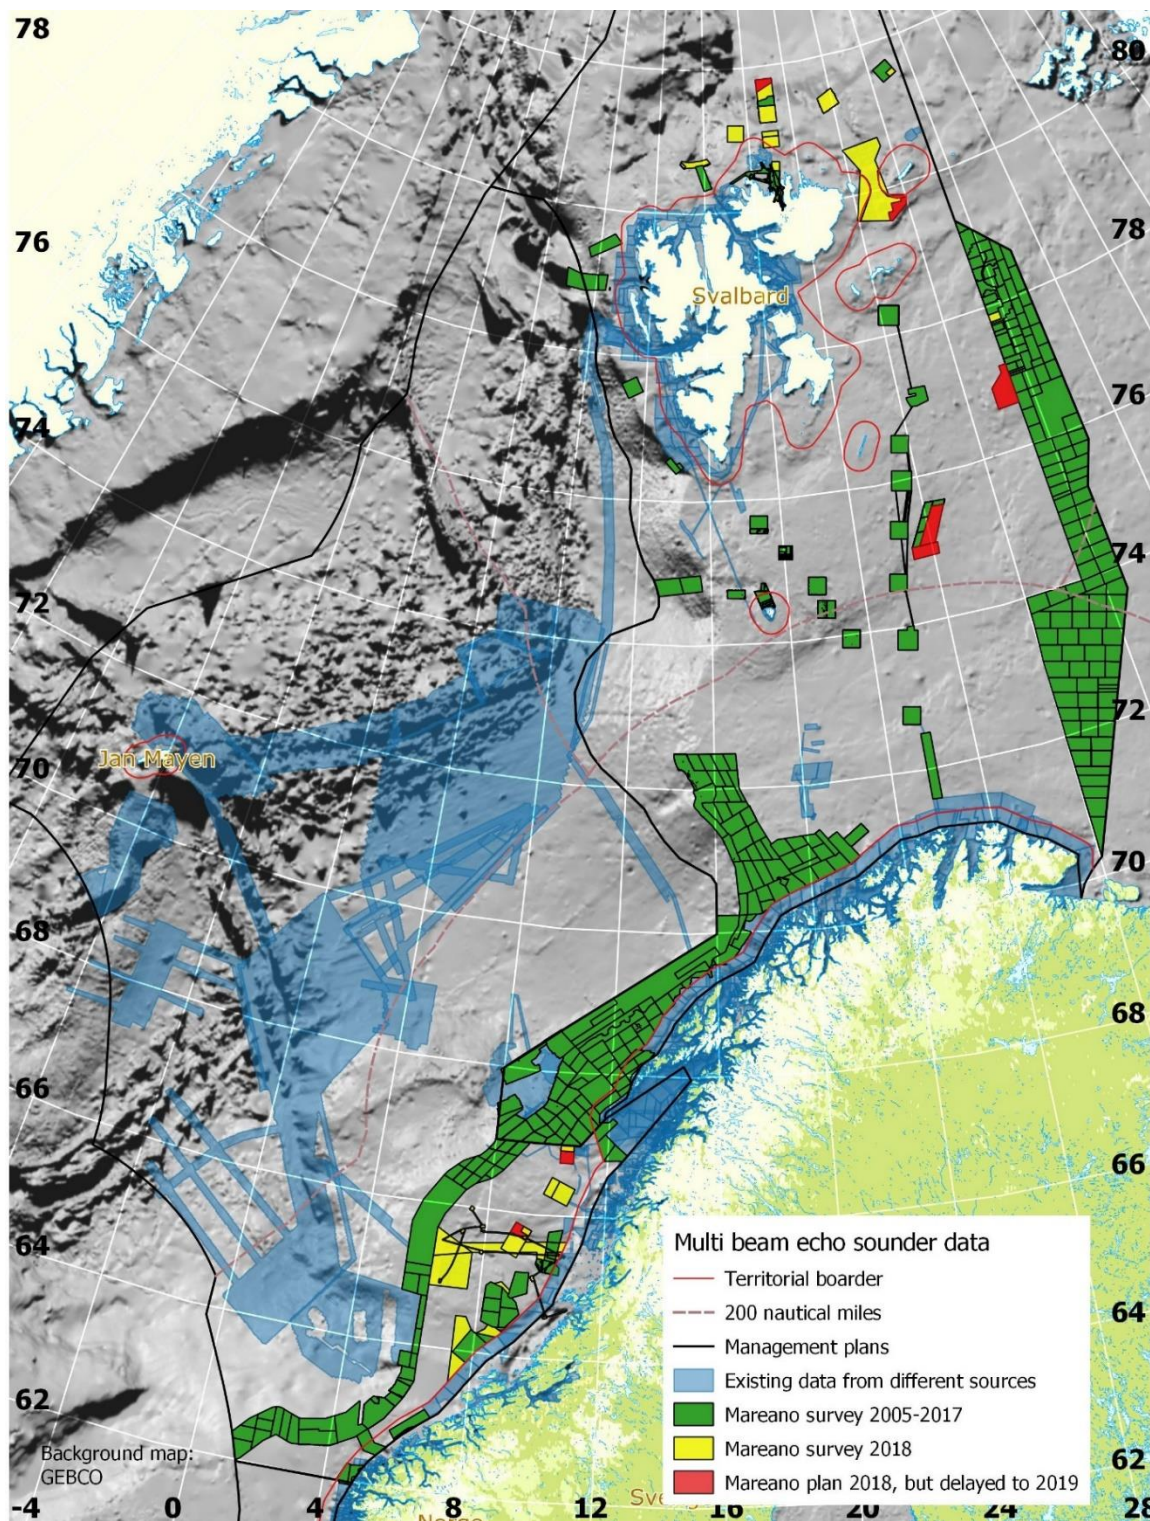 78
80
76
78
Svalbard
74
76
72
74
Jan Mayen
70
72
68
70
66
68
64
66
62
64
62
Multi beam echo sounder data
Territorial boarder
200 nautical miles
Management plans
Existing data from different sources
Mareano survey 2005-2017
Mareano survey 2018
Mareano plan 2018, but delayed to 2019
Background map:
GEBCO
-4 0 4 8 12 16 20 24 28